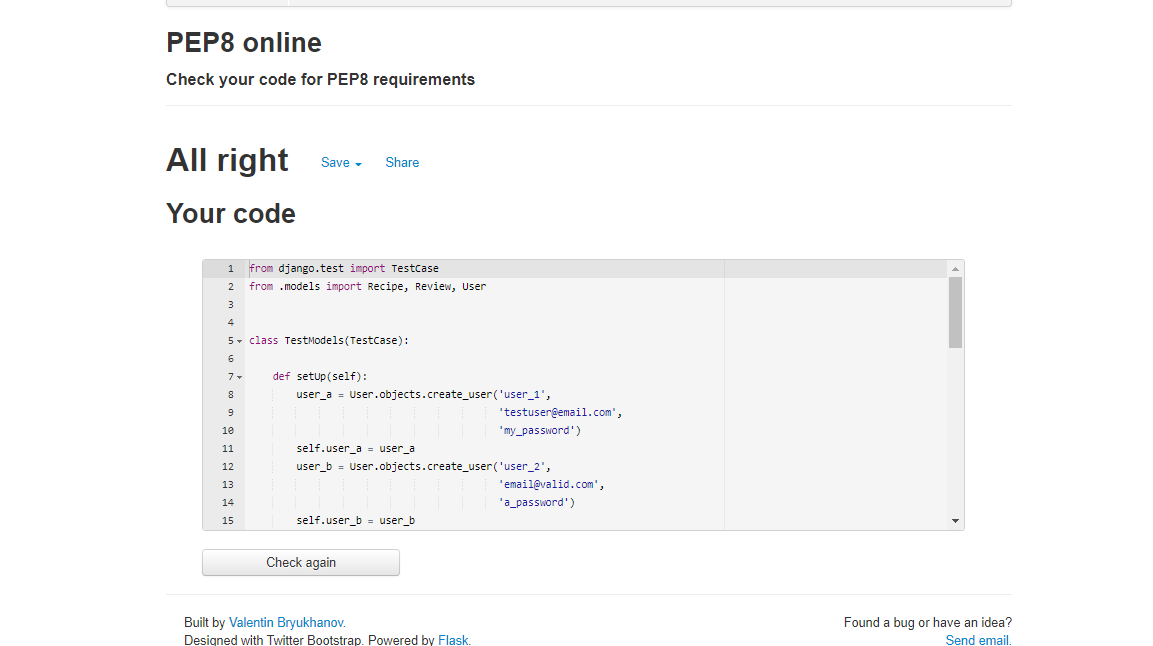 PEP8 online
Check your code for PEP8 requirements
All right Save Share
Your code
1 from django.test import TestCase
2 from .models import Recipe, Review, User
3
4
5 class TestModels(TestCase):
6
7 def setUp(self):
8 user_a = User.objects.create_user('user_1',
9 'testuser@email.com',
10 'my_password')
11 self.user_a = user_a
12 user_b = User.objects.create_user('user_2',
13 'email@valid.com',
14 'a_password')
15 self.user_b = user_b
Check again
Built by Valentin Bryukhanov. Found a bug or have an idea?
Designed with Twitter Bootstrap. Powered by Flask. Send email.